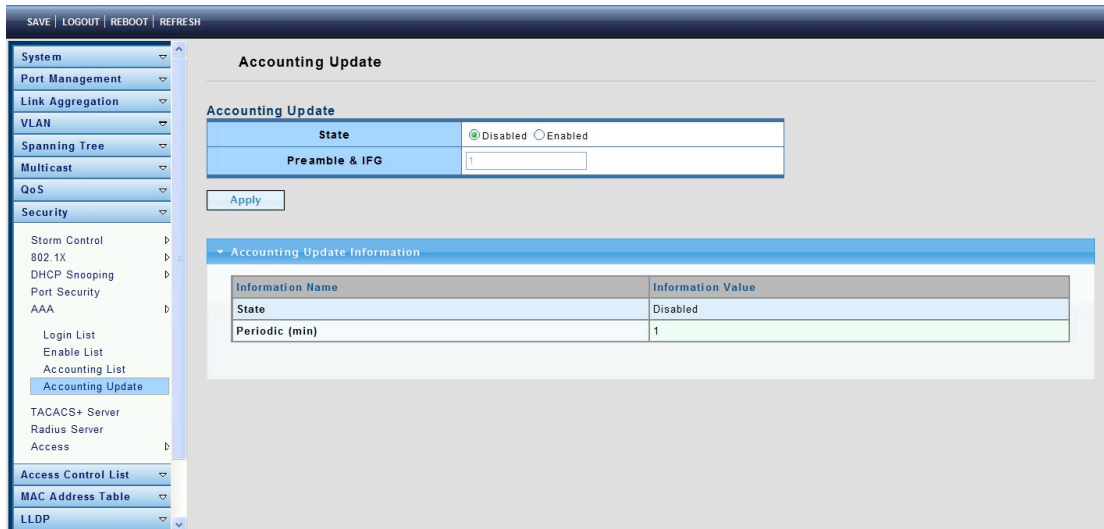 SAVE | LOGOUT | REBOOT | REFRESH
System
Port Management
Link Aggregation
VLAN
Spanning Tree
Multicast
QoS
Security
Storm Control
802.1X
DHCP Snooping
Port Security
AAA
Login List
Enable List
Accounting List
Accounting Update
TACACS+ Server
Radius Server
Access
Access Control List
MAC Address Table
LLDP
Accounting Update
Accounting Update
State Disabled Enabled
Preamble & IFG 1
Apply
Accounting Update Information
Information Name Information Value
State Disabled
Periodic (min) 1